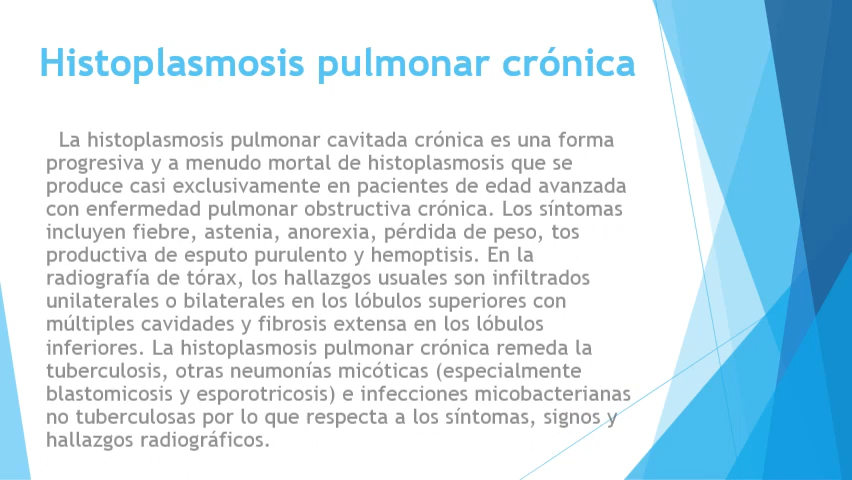 Histoplasmosis pulmonar crónica
La histoplasmosis pulmonar cavitada crónica es una forma
progresiva y a menudo mortal de histoplasmosis que se
produce casi exclusivamente en pacientes de edad avanzada
con enfermedad pulmonar obstructiva crónica. Los síntomas
incluyen fiebre, astenia, anorexia, pérdida de peso, tos
productiva de esputo purulento y hemoptisis. En la
radiografía de tórax, los hallazgos usuales son infiltrados
unilaterales o bilaterales en los lóbulos superiores con
múltiples cavidades y fibrosis extensa en los lóbulos
inferiores. La histoplasmosis pulmonar crónica remeda la
tuberculosis, otras neumonías micóticas (especialmente
blastomicosis y esporotricosis) e infecciones micobacterianas
no tuberculosas por lo que respecta a los síntomas, signos y
hallazgos radiográficos.